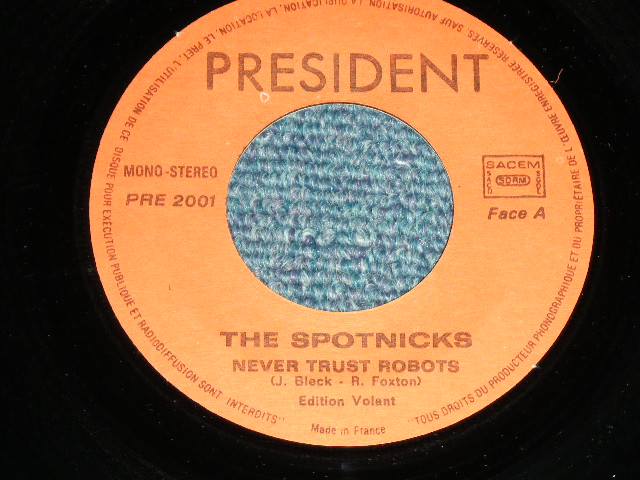 PRESIDENT
MONO-STEREO
PRE 2001
SACEM
SACD SDRM SGDL
Face A
THE SPOTNICKS
NEVER TRUST ROBOTS
(J. Bleck - R. Foxton)
Edition Volant
Made in France
"TOUS DROITS DU PRODUCTEUR PHONOGRAPHIQUE ET DU PROPRIÉTAIRE DE L'ŒUVRE ENREGISTRÉE RÉSERVÉS SAUF AUTORISATION, LA DUPLICATION, LA LOCATION, LE PRÊT, L'UTILISATION DE CE DISQUE POUR EXÉCUTION PUBLIQUE ET RADIODIFFUSION SONT INTERDITS"